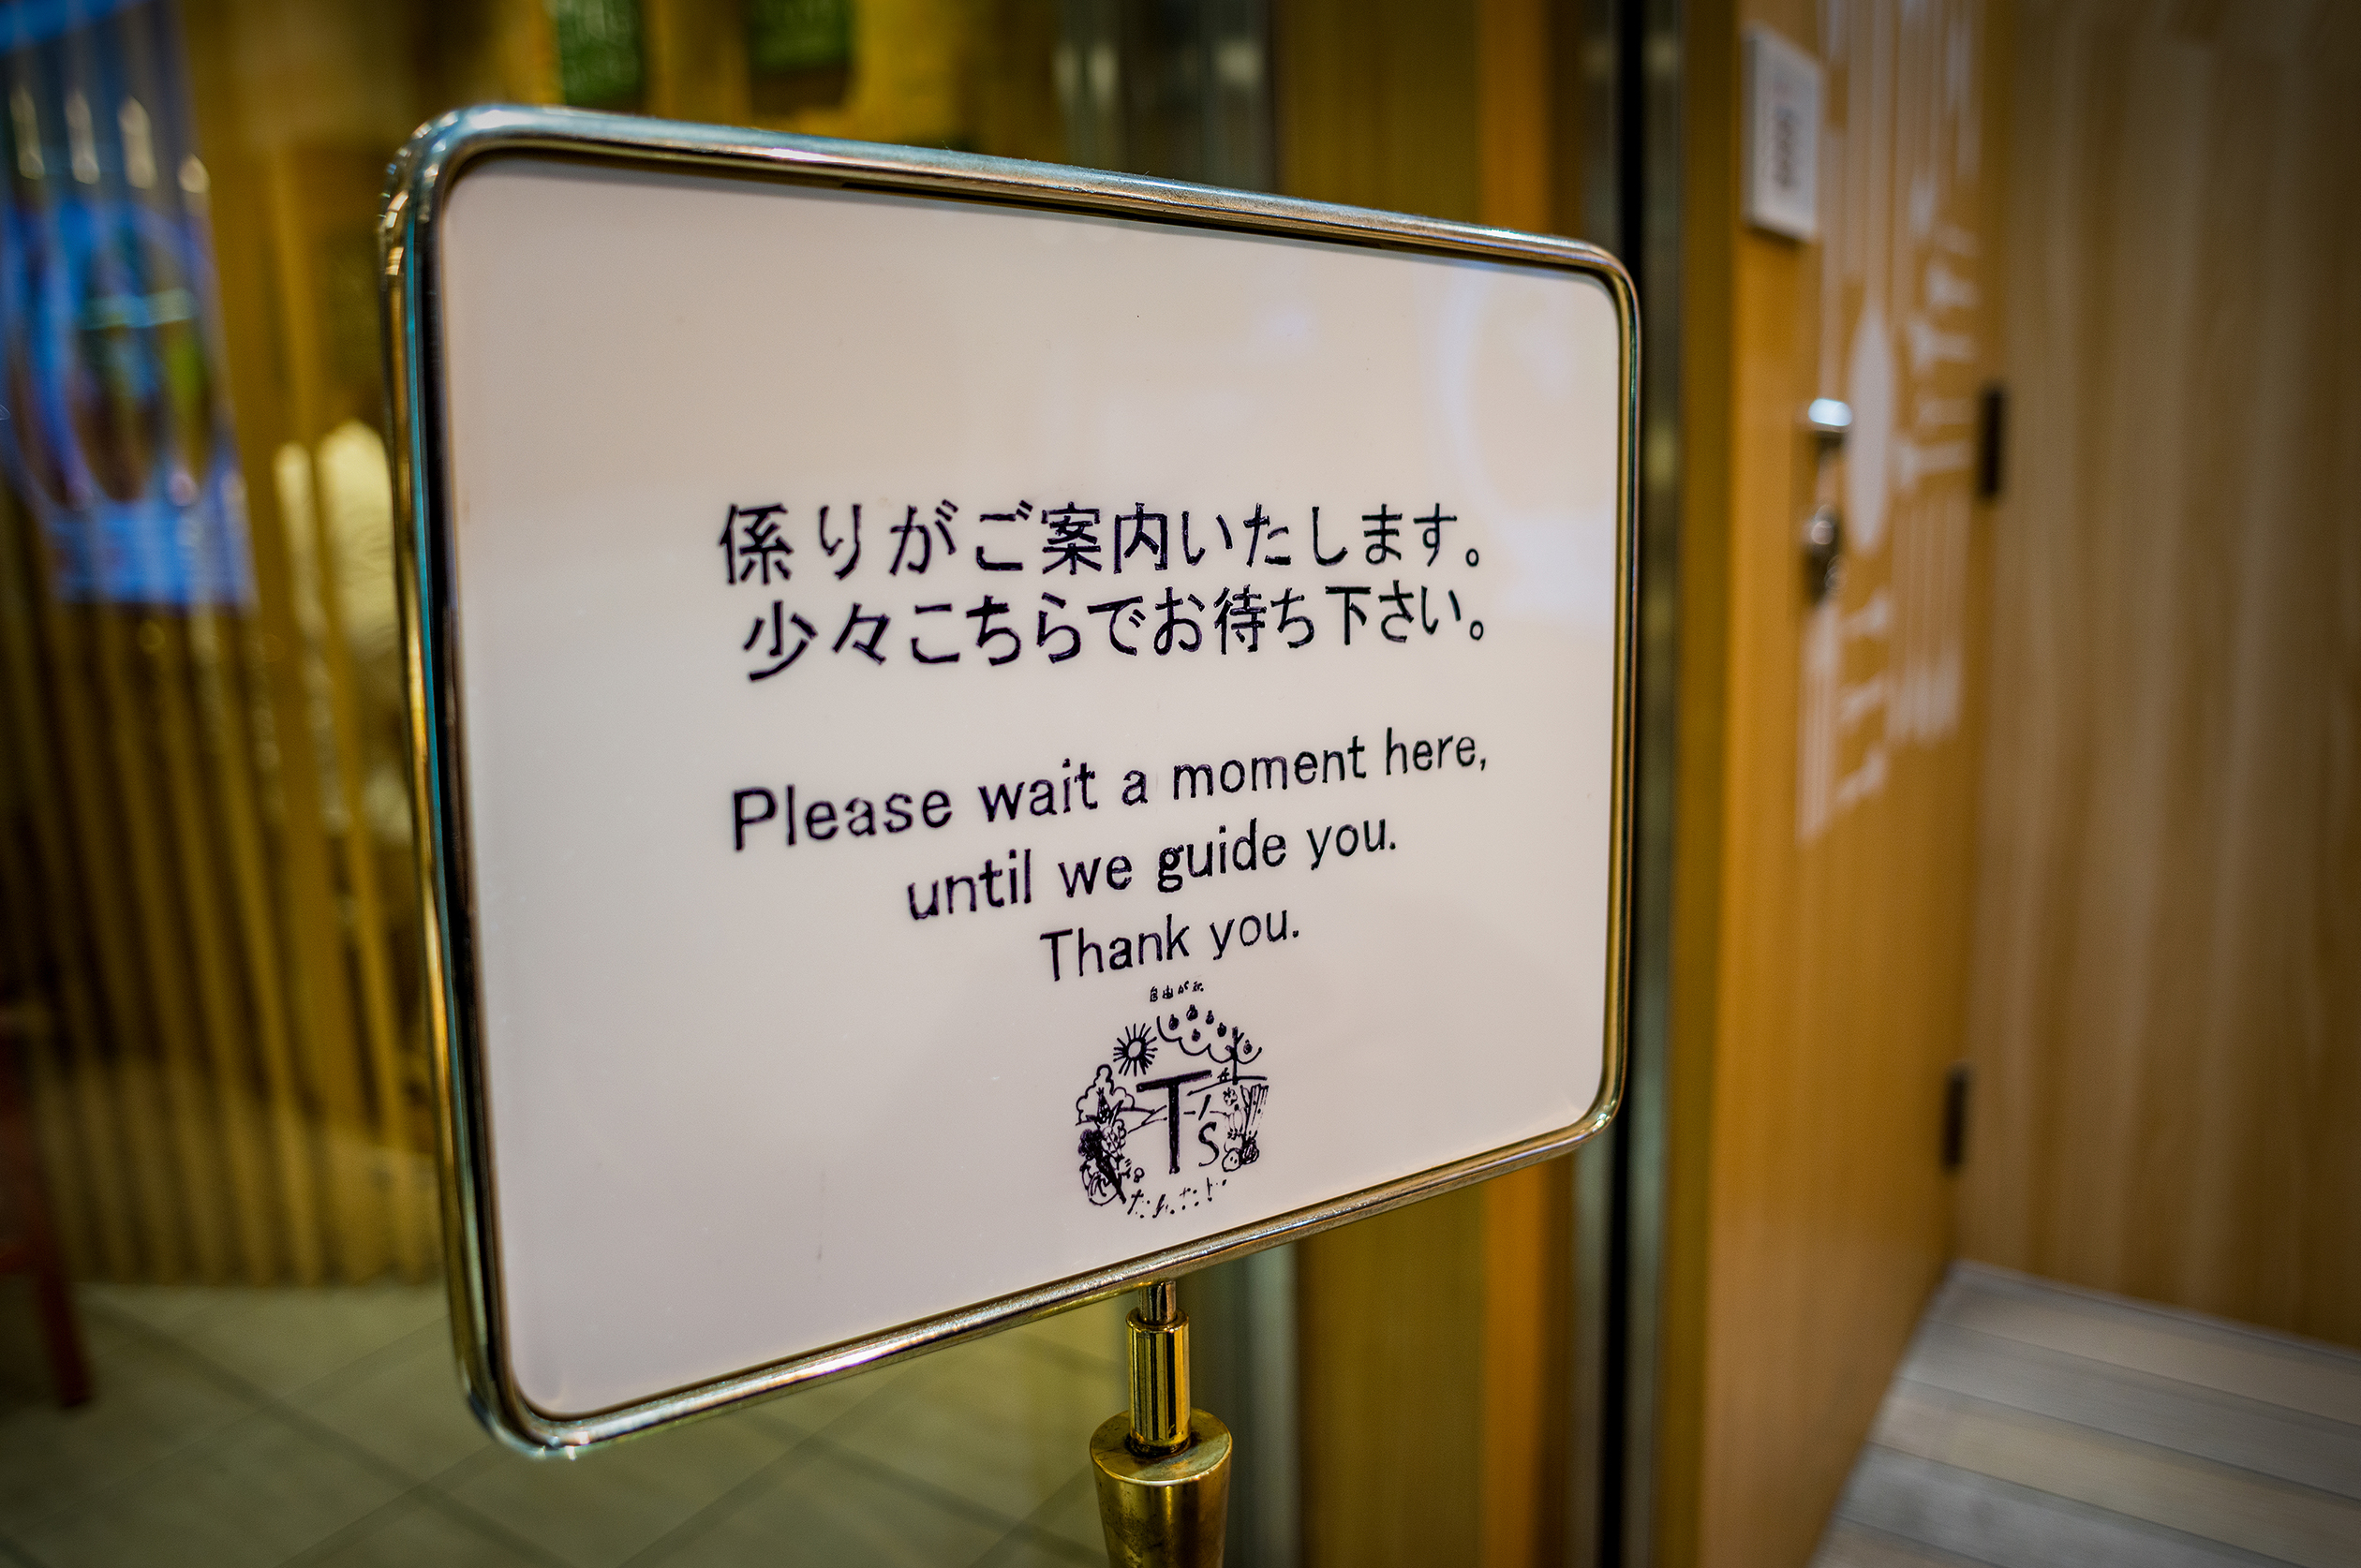 係りがご案内いたします。
少々こちらでお待ち下さい。
Please wait a moment here,
until we guide you.
Thank you.
自由が丘
T's
たんたん